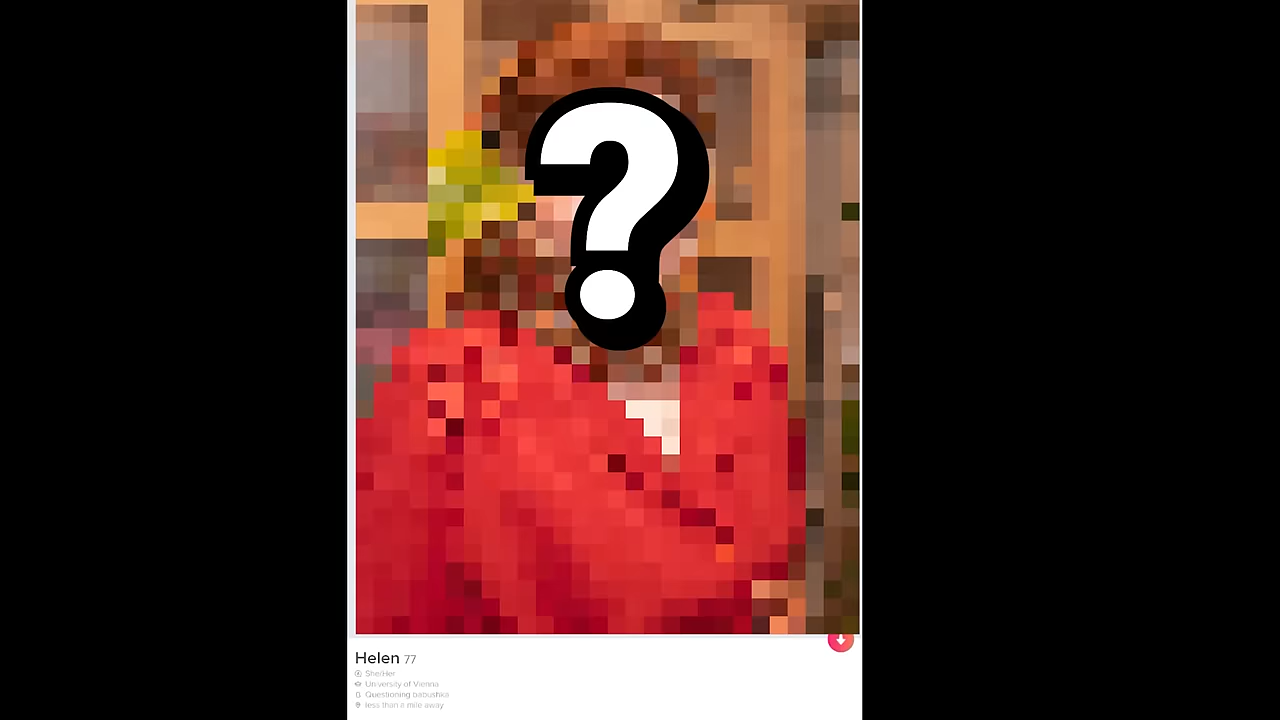 ?
Helen 77
She/Her
University of Vienna
Questioning babushka
less than a mile away